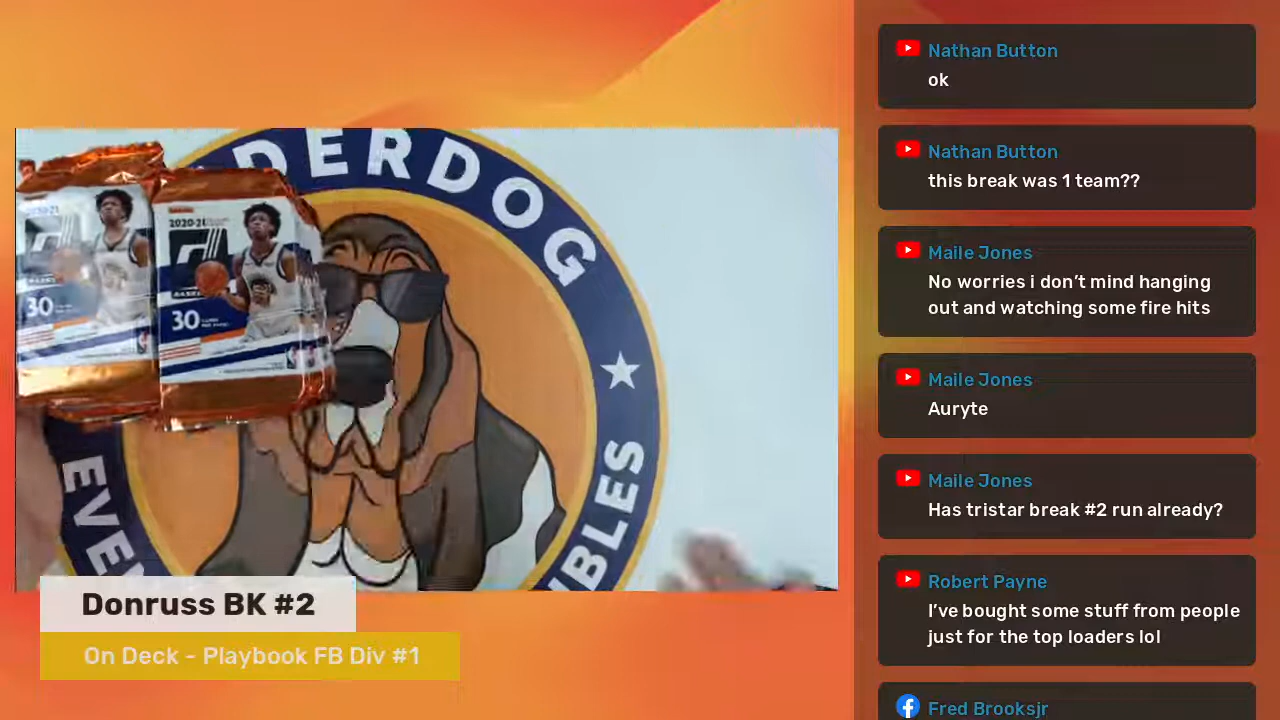 DERDOG
EVE
IBLES
2020-21
30
2020-21
30
Donruss BK #2
On Deck - Playbook FB Div #1
Nathan Button
ok
Nathan Button
this break was 1 team??
Maile Jones
No worries i don’t mind hanging
out and watching some fire hits
Maile Jones
Auryte
Maile Jones
Has tristar break #2 run already?
Robert Payne
I’ve bought some stuff from people
just for the top loaders lol
Fred Brooksjr